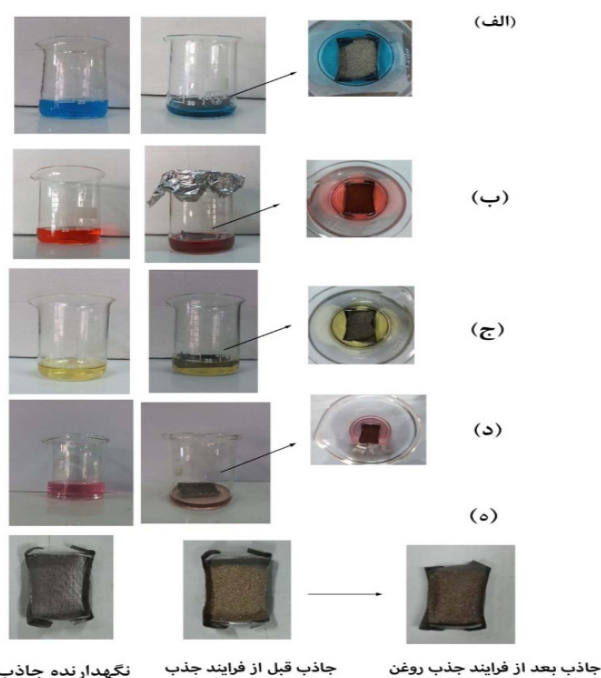 (الف)
(ب)
(ج)
(د)
(ه)
نگهدارنده جاذب
جاذب قبل از فرایند جذب
جاذب بعد از فرایند جذب روغن